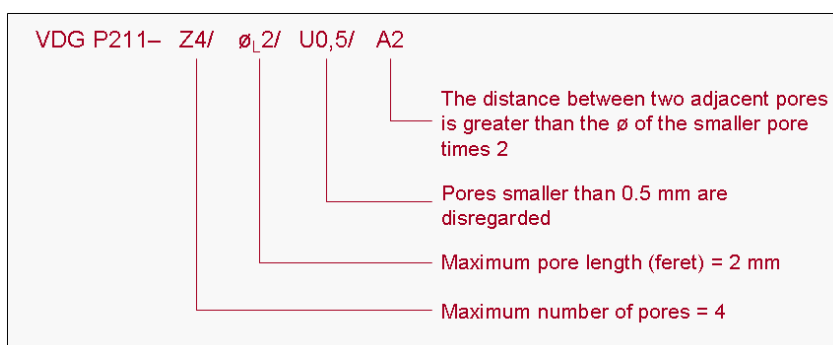 VDG P211– Z4/ øL2/ U0,5/ A2
The distance between two adjacent pores
is greater than the ø of the smaller pore
times 2
Pores smaller than 0.5 mm are
disregarded
Maximum pore length (feret) = 2 mm
Maximum number of pores = 4